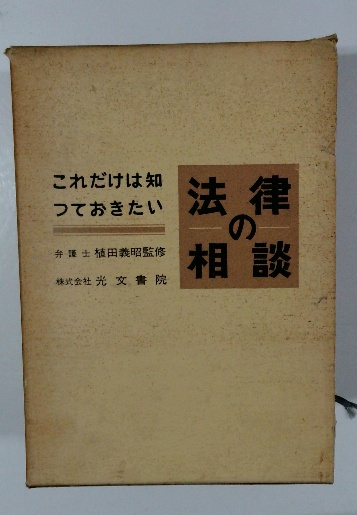 これだけは知
つておきたい
法律
の
相談
弁護士 植田義昭監修
株式会社 光文書院